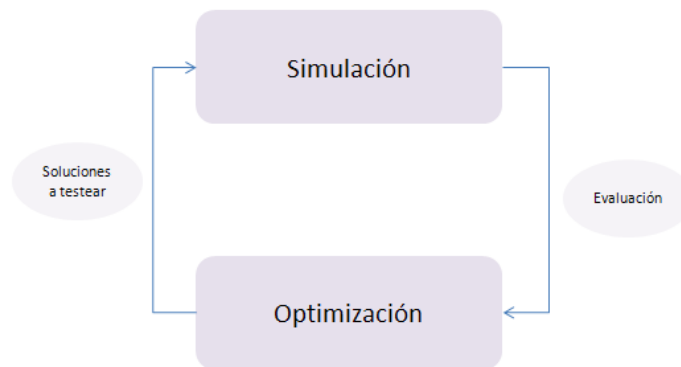 Simulación
Soluciones
a testear
Evaluación
Optimización